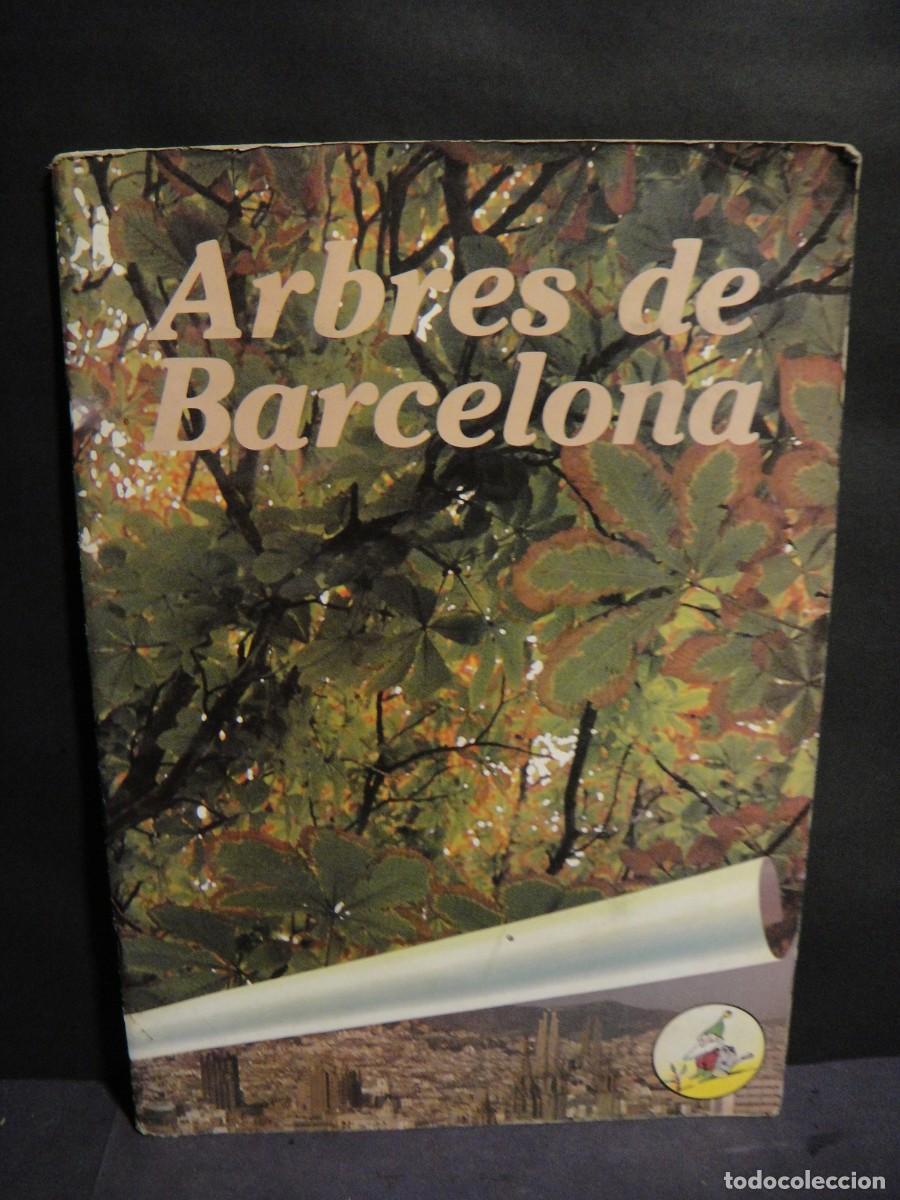 Arbres de
Barcelona
todocoleccion